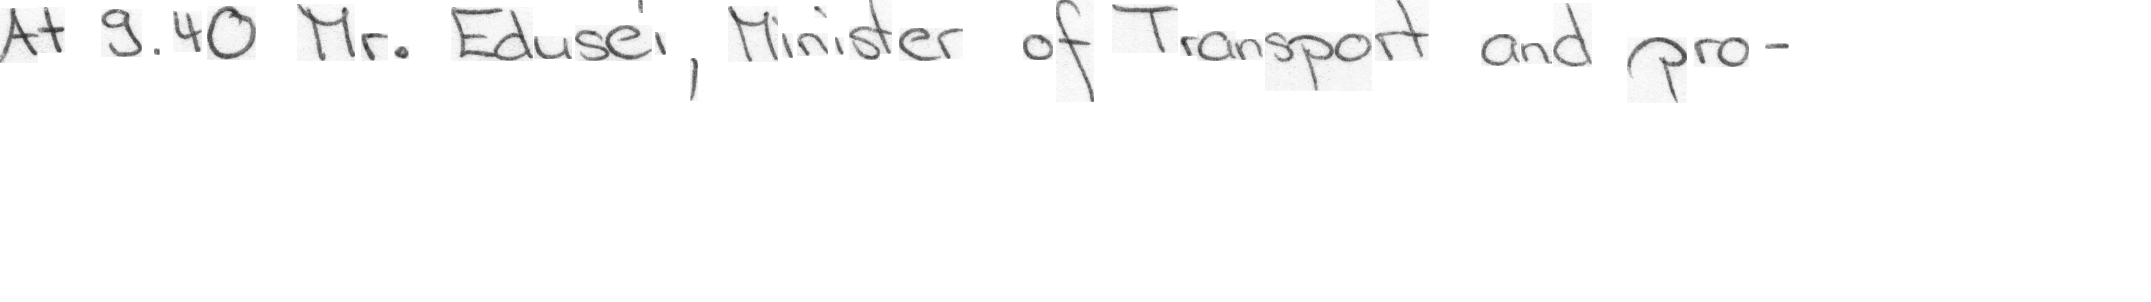 At 9.40 Mr. Edusei, Minister of Transport and pro-